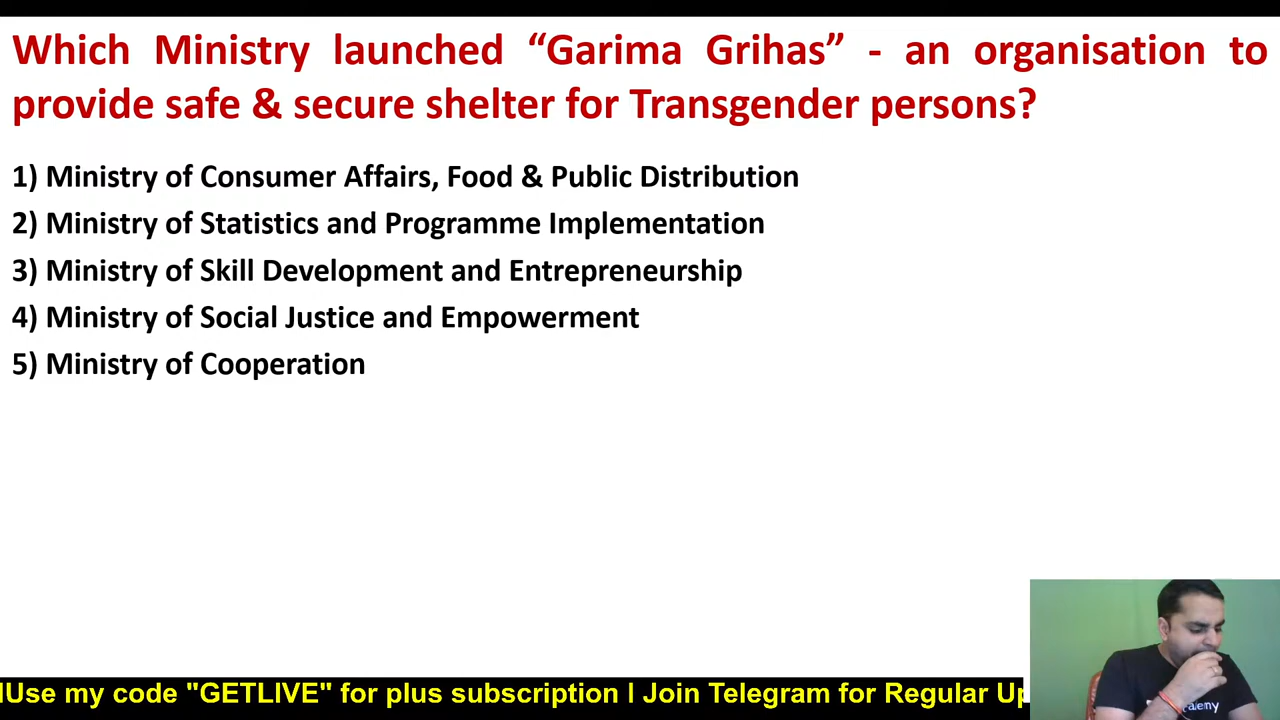 Which Ministry launched “Garima Grihas” - an organisation to
provide safe & secure shelter for Transgender persons?
1) Ministry of Consumer Affairs, Food & Public Distribution
2) Ministry of Statistics and Programme Implementation
3) Ministry of Skill Development and Entrepreneurship
4) Ministry of Social Justice and Empowerment
5) Ministry of Cooperation
Use my code "GETLIVE" for plus subscription I Join Telegram for Regular